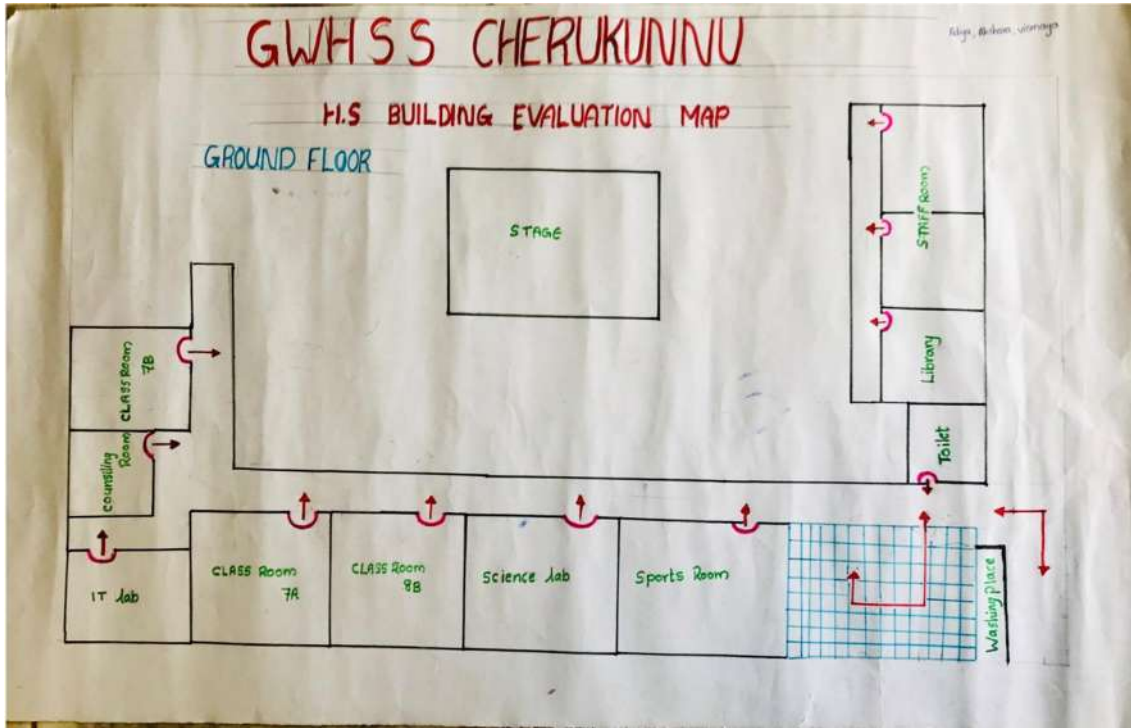 GWHSS CHERUKUNNU
H.S BUILDING EVALUATION MAP
GROUND FLOOR
STAGE
STAFF Room
Library
Toilet
CLASS Room
7B
Counsiling
Room
IT lab
CLASS Room
7A
CLASS Room
8B
Science lab
Sports Room
Washing Place